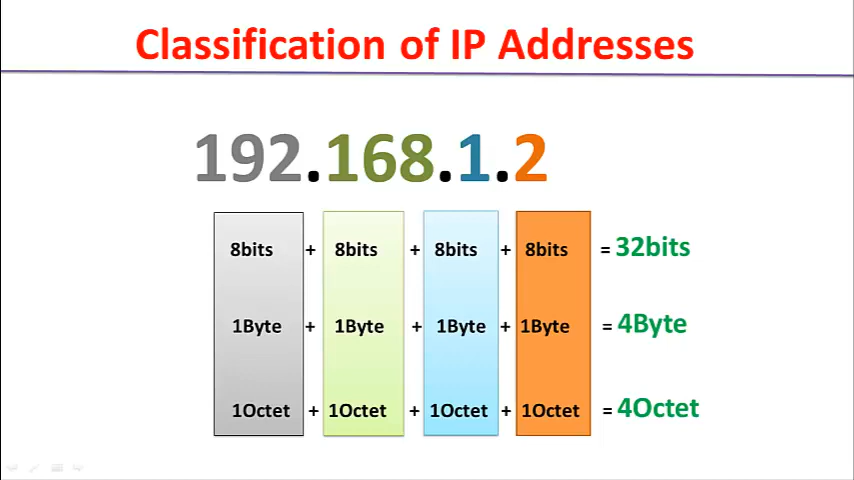 Classification of IP Addresses
192.168.1.2
8bits + 8bits + 8bits + 8bits = 32bits
1Byte + 1Byte + 1Byte + 1Byte = 4Byte
1Octet + 1Octet + 1Octet + 1Octet = 4Octet